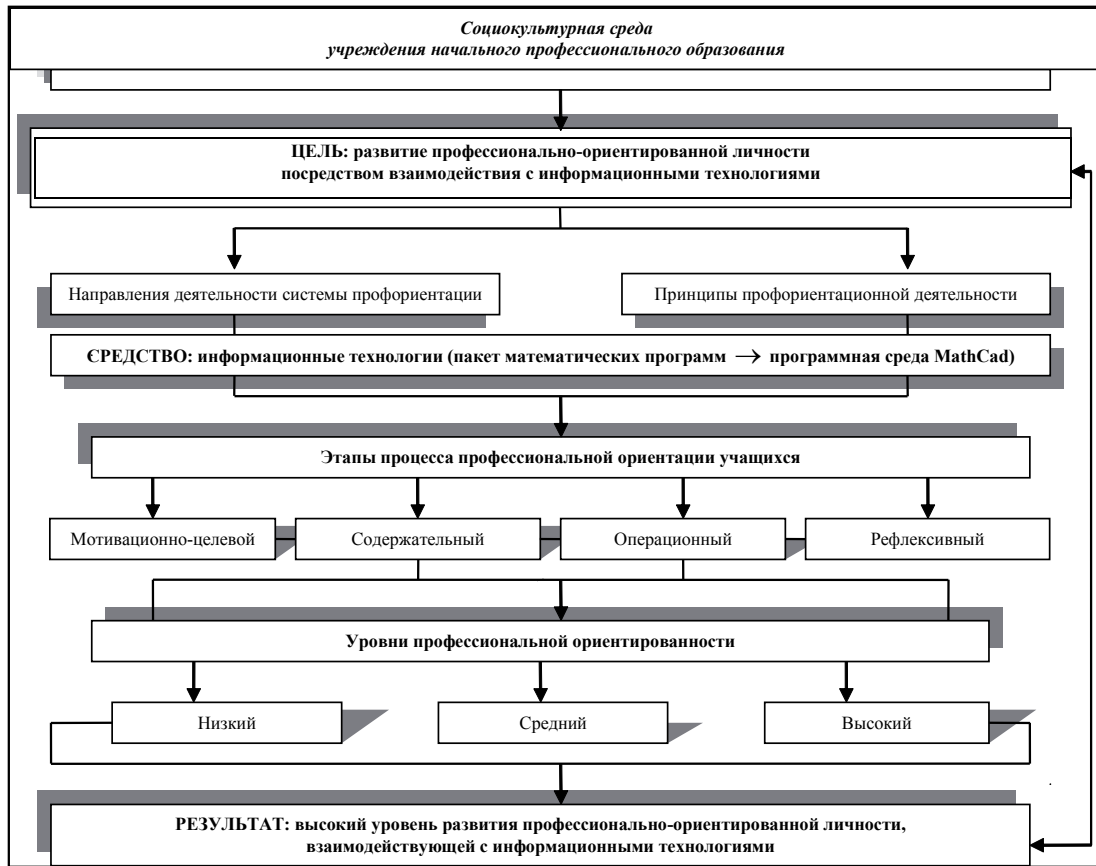 Социокультурная среда
учреждения начального профессионального образования
ЦЕЛЬ: развитие профессионально-ориентированной личности
посредством взаимодействия с информационными технологиями
Направления деятельности системы профориентации
Принципы профориентационной деятельности
СРЕДСТВО: информационные технологии (пакет математических программ → программная среда MathCad)
Этапы процесса профессиональной ориентации учащихся
Мотивационно-целевой
Содержательный
Операционный
Рефлексивный
Уровни профессиональной ориентированности
Низкий
Средний
Высокий
РЕЗУЛЬТАТ: высокий уровень развития профессионально-ориентированной личности,
взаимодействующей с информационными технологиями